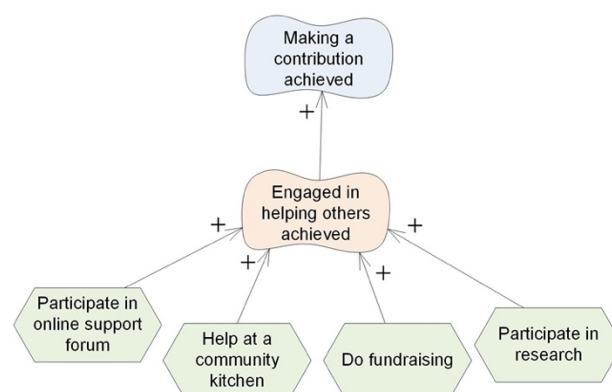 Making a
contribution
achieved
+
Engaged in
helping others
achieved
+
+
+
+
Participate in
online support
forum
Help at a
community
kitchen
Do fundraising
Participate in
research